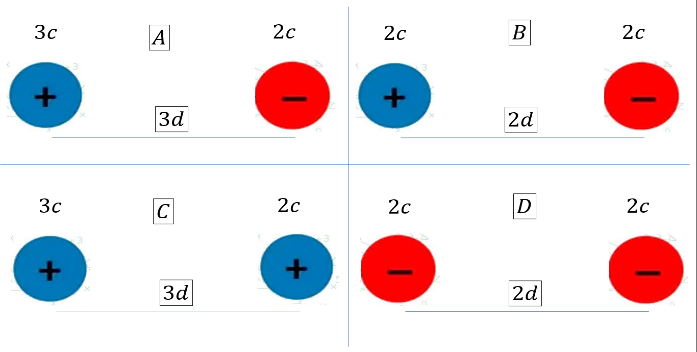 3c A 2c
+ −
3d
2c B 2c
+ −
2d
3c C 2c
+ +
3d
2c D 2c
− −
2d